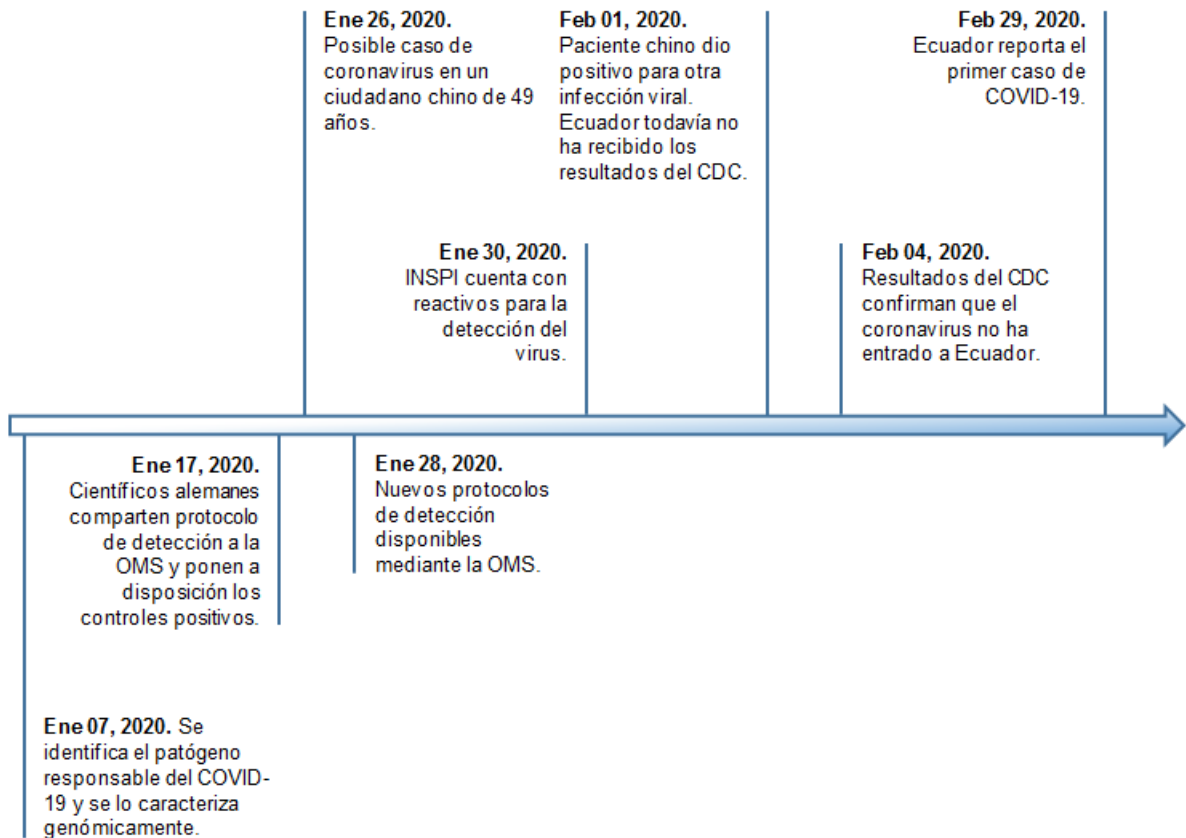 Ene 26, 2020.
Posible caso de
coronavirus en un
ciudadano chino de 49
años.
Feb 01, 2020.
Paciente chino dio
positivo para otra
infección viral.
Ecuador todavía no
ha recibido los
resultados del CDC.
Feb 29, 2020.
Ecuador reporta el
primer caso de
COVID-19.
Ene 30, 2020.
INSPI cuenta con
reactivos para la
detección del
virus.
Feb 04, 2020.
Resultados del CDC
confirman que el
coronavirus no ha
entrado a Ecuador.
Ene 17, 2020.
Científicos alemanes
comparten protocolo
de detección a la
OMS y ponen a
disposición los
controles positivos.
Ene 28, 2020.
Nuevos protocolos
de detección
disponibles
mediante la OMS.
Ene 07, 2020. Se
identifica el patógeno
responsable del COVID-
19 y se lo caracteriza
genómicamente.